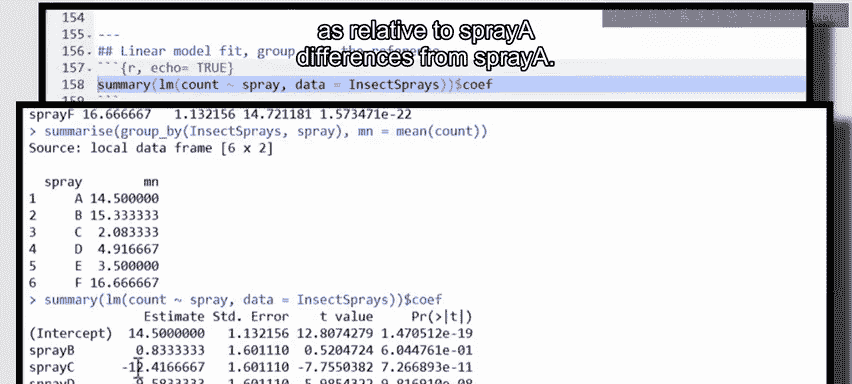 154
as relative to sprayA
differences from sprayA.
155 ---
156 ## Linear model fit, group
157 ```{r, echo= TRUE}
158 summary(lm(count ~ spray, data = InsectSprays))$coef
sprayF 16.666667 1.132156 14.721181 1.573471e-22
> summarise(group_by(InsectSprays, spray), mn = mean(count))
Source: local data frame [6 x 2]
spray mn
1 A 14.500000
2 B 15.333333
3 C 2.083333
4 D 4.916667
5 E 3.500000
6 F 16.666667
> summary(lm(count ~ spray, data = InsectSprays))$coef
Estimate Std. Error t value Pr(>|t|)
(Intercept) 14.5000000 1.132156 12.8074279 1.470512e-19
sprayB 0.8333333 1.601110 0.5204724 6.044761e-01
sprayC -12.4166667 1.601110 -7.7550382 7.266893e-11